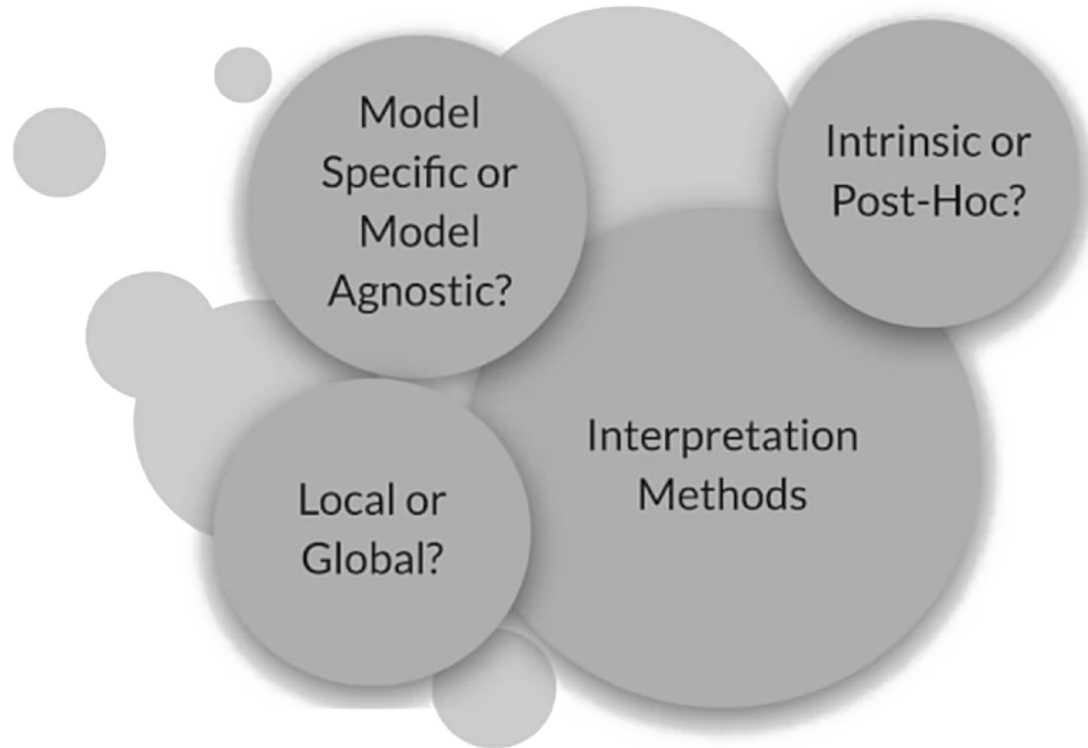 Model
Specific or
Model
Agnostic?
Intrinsic or
Post-Hoc?
Interpretation
Methods
Local or
Global?